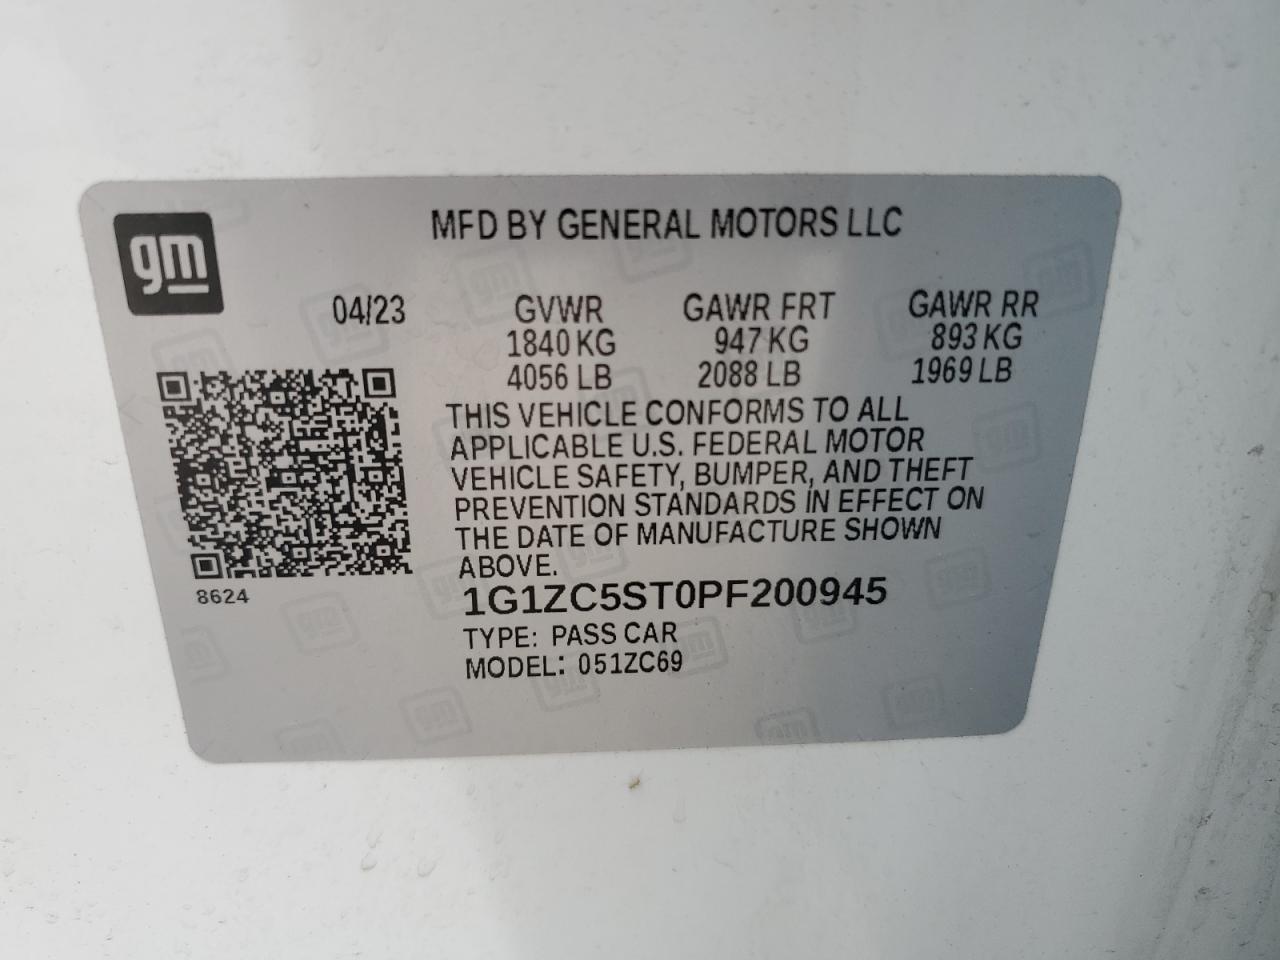 gm
MFD BY GENERAL MOTORS LLC
04/23 GVWR GAWR FRT GAWR RR
1840 KG 947 KG 893 KG
4056 LB 2088 LB 1969 LB
THIS VEHICLE CONFORMS TO ALL
APPLICABLE U.S. FEDERAL MOTOR
VEHICLE SAFETY, BUMPER, AND THEFT
PREVENTION STANDARDS IN EFFECT ON
THE DATE OF MANUFACTURE SHOWN
ABOVE.
8624
1G1ZC5ST0PF200945
TYPE: PASS CAR
MODEL: 051ZC69